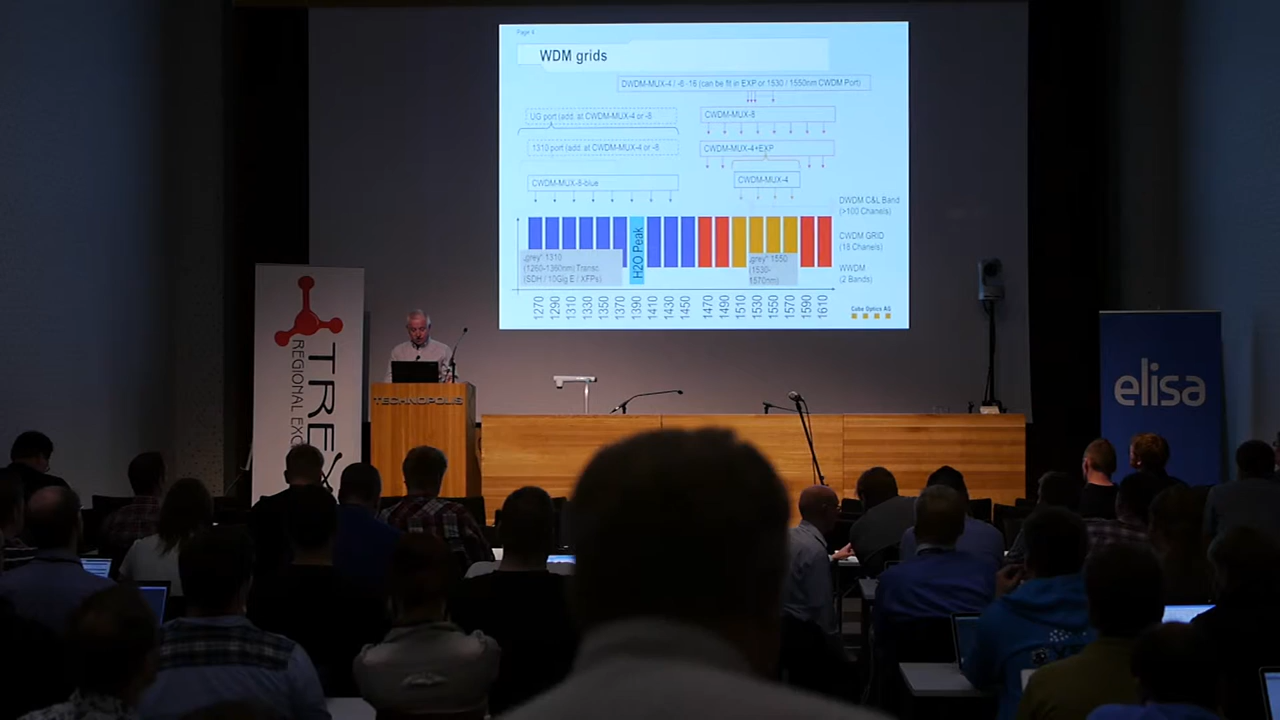 Page 4
WDM grids
DWDM-MUX-4 / -6 -16 (can be fit in EXP or 1530 / 1550nm CWDM Port)
UG port (add. at CWDM-MUX-4 or -8
CWDM-MUX-8
1310 port (add. at CWDM-MUX-4 or -8
CWDM-MUX-4+EXP
CWDM-MUX-8-blue
CWDM-MUX-4
DWDM C&L Band
(>100 Chanels)
CWDM GRID
(18 Channels)
WWDM
(2 Bands)
H2O Peak
„grey" 1310
(1260-1360nm) Transc.
(SDH / 10Gig E / XFPs)
„grey" 1550
(1530-
1570nm)
1270 1290 1310 1330 1350 1370 1390 1410 1430 1450 1470 1490 1510 1530 1550 1570 1590 1610
Cube Optics AG
TREX
REGIONAL EXC
TECHNOPOLIS
elisa